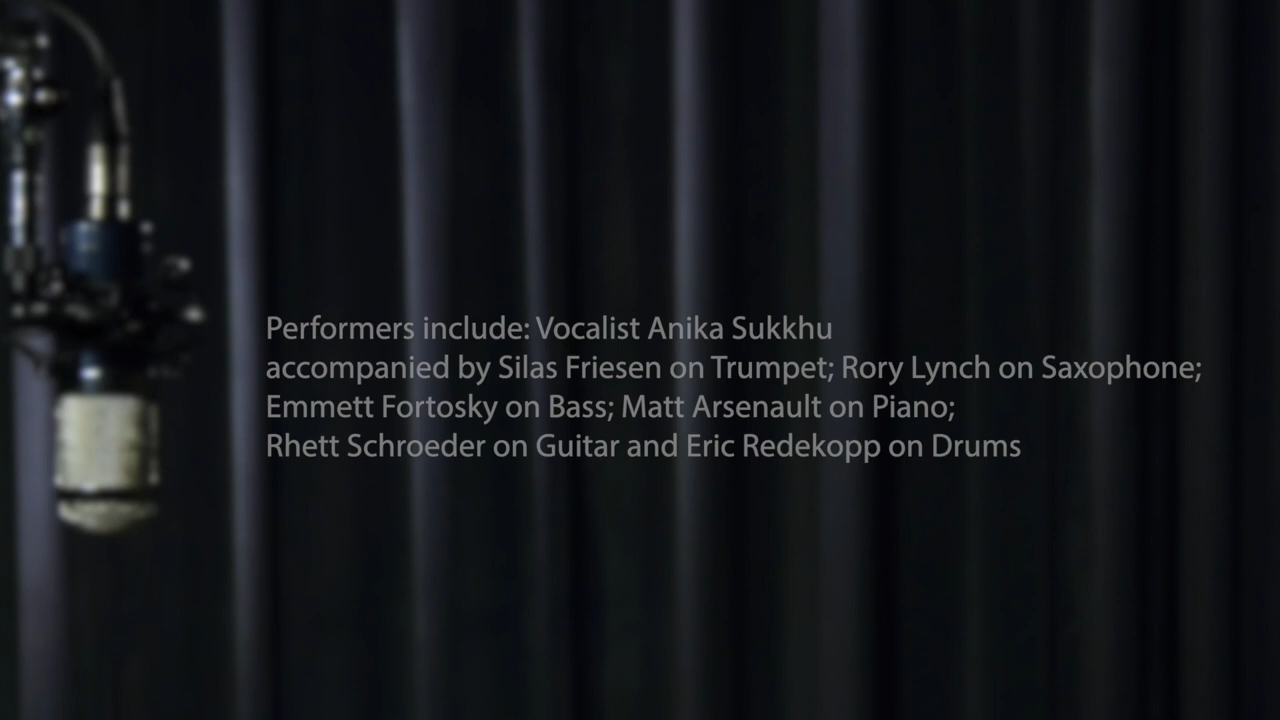 Performers include: Vocalist Anika Sukkhu
accompanied by Silas Friesen on Trumpet; Rory Lynch on Saxophone;
Emmett Fortosky on Bass; Matt Arsenault on Piano;
Rhett Schroeder on Guitar and Eric Redekopp on Drums